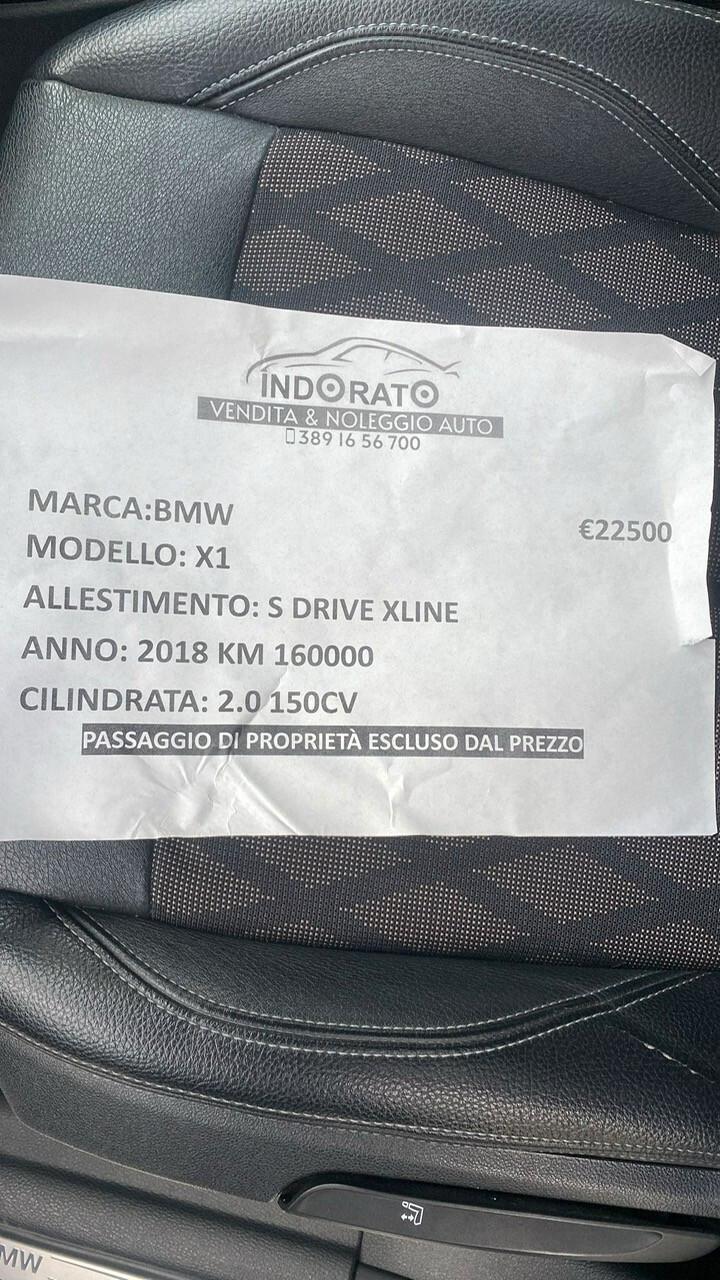 INDORATO
VENDITA & NOLEGGIO AUTO
389 16 56 700
MARCA:BMW
€22500
MODELLO: X1
ALLESTIMENTO: S DRIVE XLINE
ANNO: 2018 KM 160000
CILINDRATA: 2.0 150CV
PASSAGGIO DI PROPRIETÀ ESCLUSO DAL PREZZO
MW